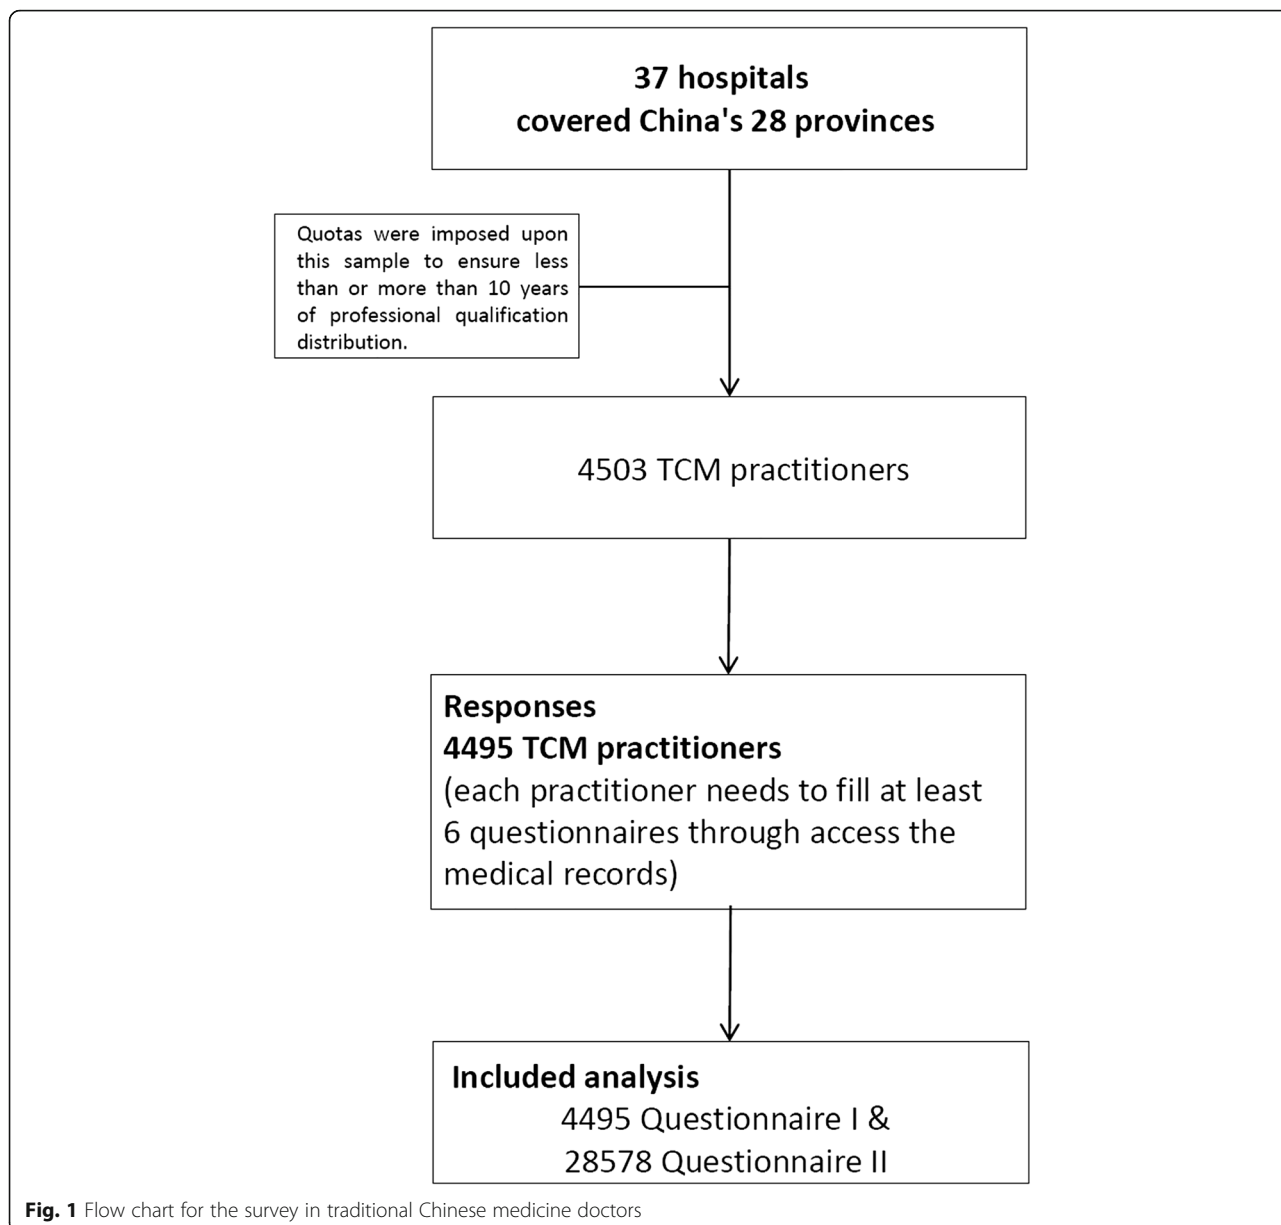 37 hospitals
covered China's 28 provinces
Quotas were imposed upon
this sample to ensure less
than or more than 10 years
of professional qualification
distribution.
4503 TCM practitioners
Responses
4495 TCM practitioners
(each practitioner needs to fill at least
6 questionnaires through access the
medical records)
Included analysis
4495 Questionnaire I &
28578 Questionnaire II
Fig. 1 Flow chart for the survey in traditional Chinese medicine doctors